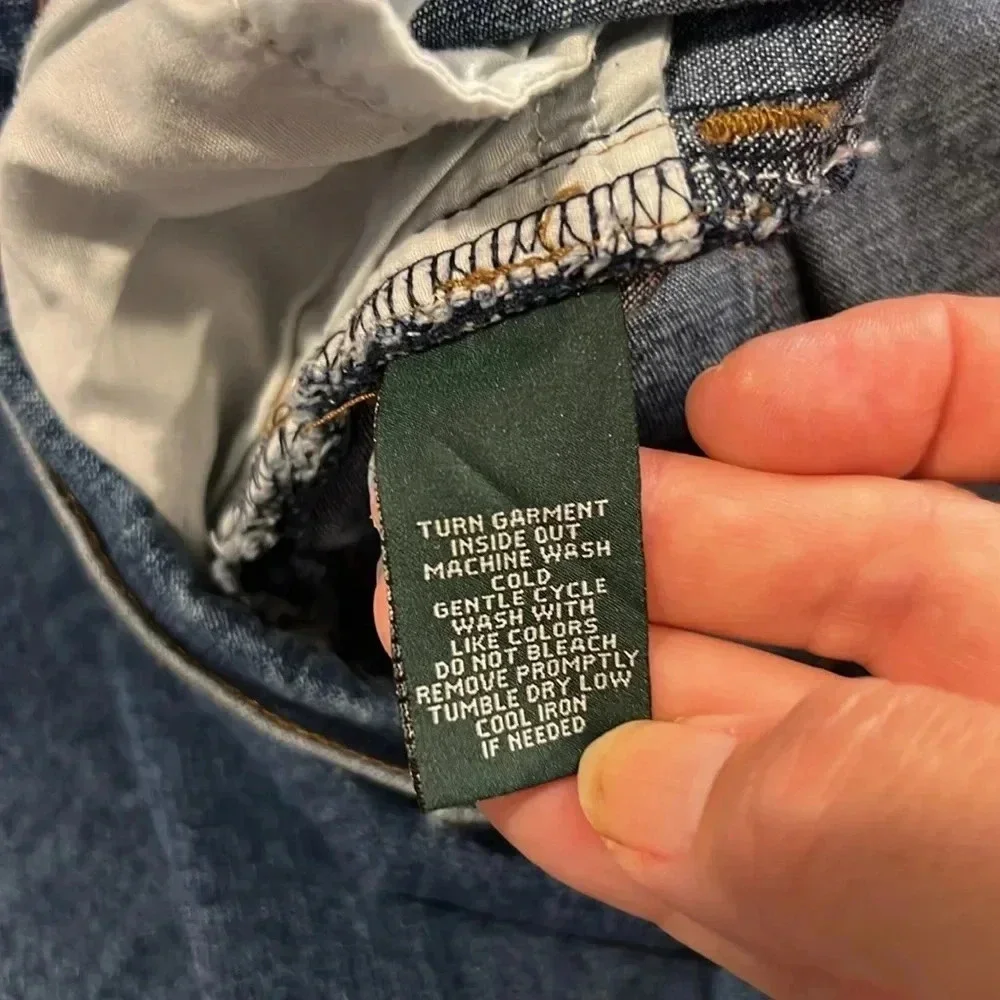 TURN GARMENT
INSIDE OUT
MACHINE WASH
COLD
GENTLE CYCLE
WASH WITH
LIKE COLORS
DO NOT BLEACH
REMOVE PROMPTLY
TUMBLE DRY LOW
COOL IRON
IF NEEDED